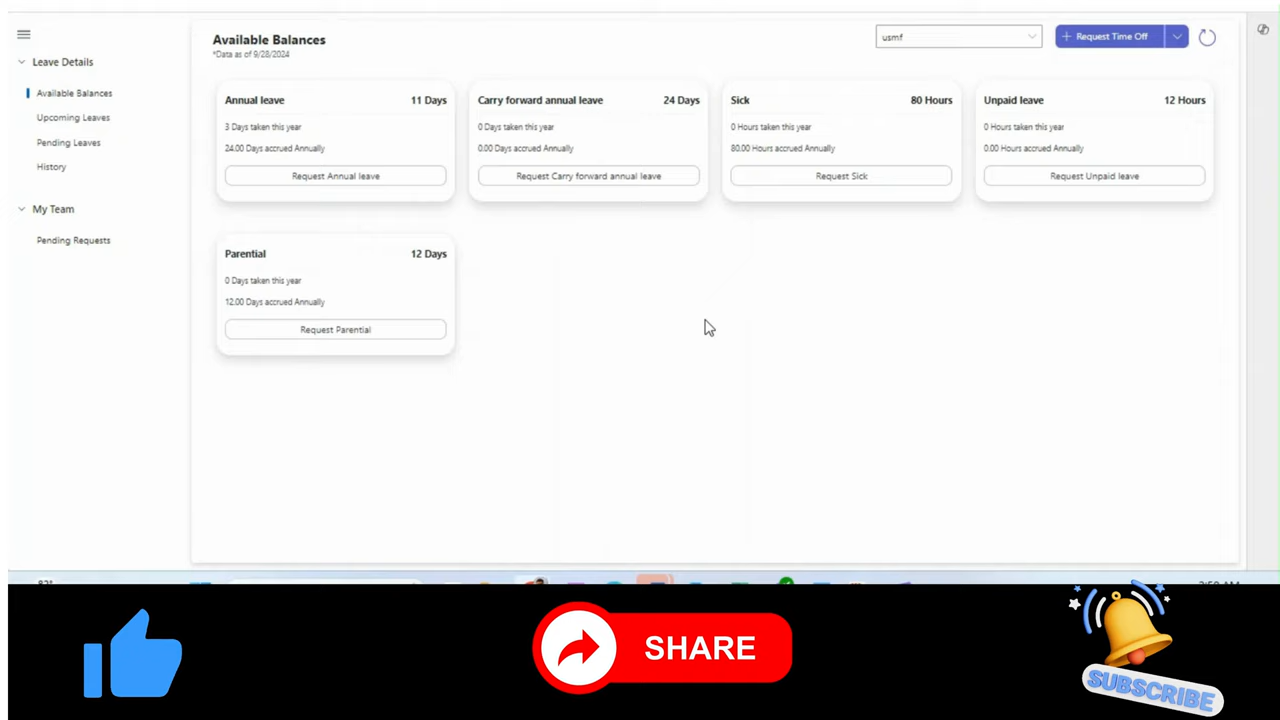 Available Balances
*Data as of 9/28/2024
usmf
Request Time Off
Leave Details
Available Balances
Upcoming Leaves
Pending Leaves
History
My Team
Pending Requests
Annual leave 11 Days
3 Days taken this year
24.00 Days accrued Annually
Request Annual leave
Carry forward annual leave 24 Days
0 Days taken this year
0.00 Days accrued Annually
Request Carry forward annual leave
Sick 80 Hours
0 Hours taken this year
80.00 Hours accrued Annually
Request Sick
Unpaid leave 12 Hours
0 Hours taken this year
0.00 Hours accrued Annually
Request Unpaid leave
Parential 12 Days
0 Days taken this year
12.00 Days accrued Annually
Request Parential
SHARE
SUBSCRIBE